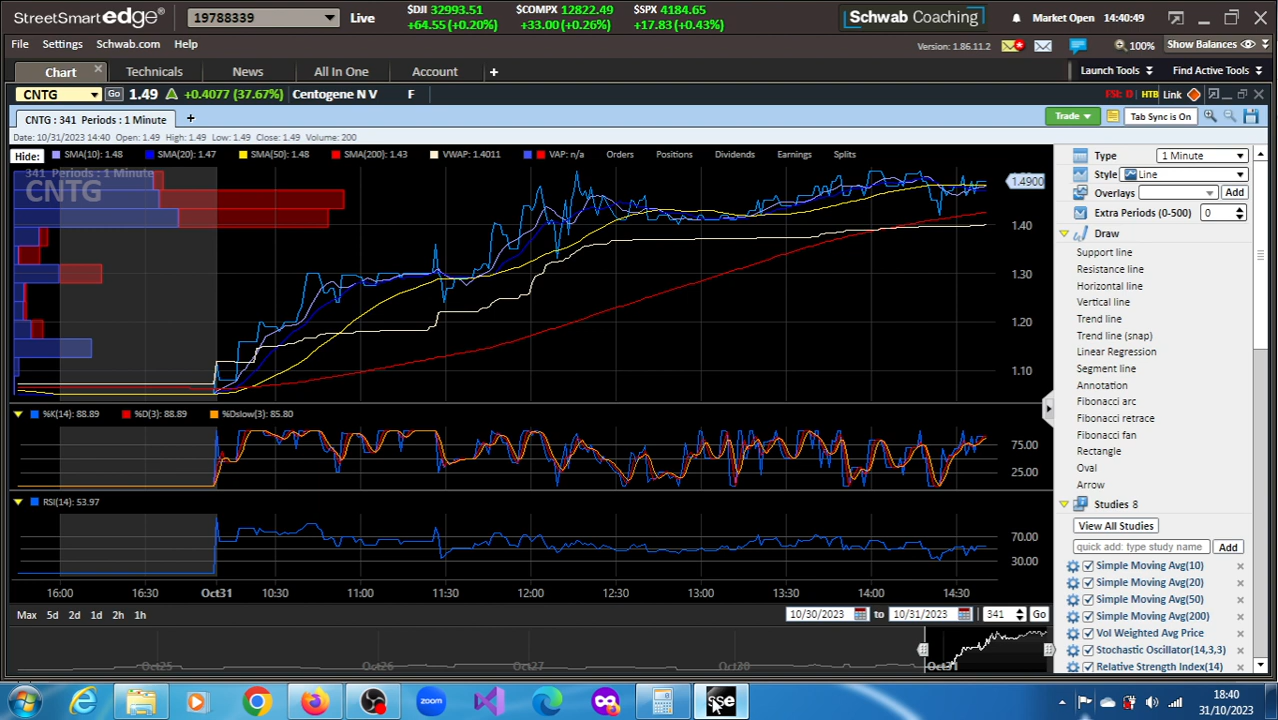 StreetSmart edge
19788339
Live
$DJI 32993.51
+64.55 (+0.20%)
$COMPX 12822.49
+33.00 (+0.26%)
$SPX 4184.65
+17.83 (+0.43%)
Schwab Coaching
Market Open
14:40:49
File Settings Schwab.com Help
Version: 1.86.11.2
100%
Show Balances
Chart
Technicals
News
All In One
Account
Launch Tools
Find Active Tools
CNTG
Go
1.49
+0.4077 (37.67%)
Centogene N V
F
HTB
Link
CNTG : 341 Periods : 1 Minute
Trade
Tab Sync is On
Date: 10/31/2023 14:40 Open: 1.49 High: 1.49 Low: 1.49 Close: 1.49 Volume: 200
Hide: SMA(10): 1.48 SMA(20): 1.47 SMA(50): 1.48 SMA(200): 1.43 VWAP: 1.4011 VAP: n/a Orders Positions Dividends Earnings Splits
341 Periods : 1 Minute
CNTG
1.4900
1.40
1.30
1.20
1.10
%K(14): 88.89 %D(3): 88.89 %Dslow(3): 85.80
75.00
25.00
RSI(14): 53.97
70.00
30.00
16:00 16:30 Oct31 10:30 11:00 11:30 12:00 12:30 13:00 13:30 14:00 14:30
Max 5d 2d 1d 2h 1h
10/30/2023 to 10/31/2023 341 Go
Oct25 Oct26 Oct27 Oct30 Oct31
Type 1 Minute
Style Line
Overlays Add
Extra Periods (0-500) 0
Draw
Support line
Resistance line
Horizontal line
Vertical line
Trend line
Trend line (snap)
Linear Regression
Segment line
Annotation
Fibonacci arc
Fibonacci retrace
Fibonacci fan
Rectangle
Oval
Arrow
Studies 8
View All Studies
quick add: type study name Add
Simple Moving Avg(10)
Simple Moving Avg(20)
Simple Moving Avg(50)
Simple Moving Avg(200)
Vol Weighted Avg Price
Stochastic Oscillator(14,3,3)
Relative Strength Index(14)
zoom
sse
18:40
31/10/2023